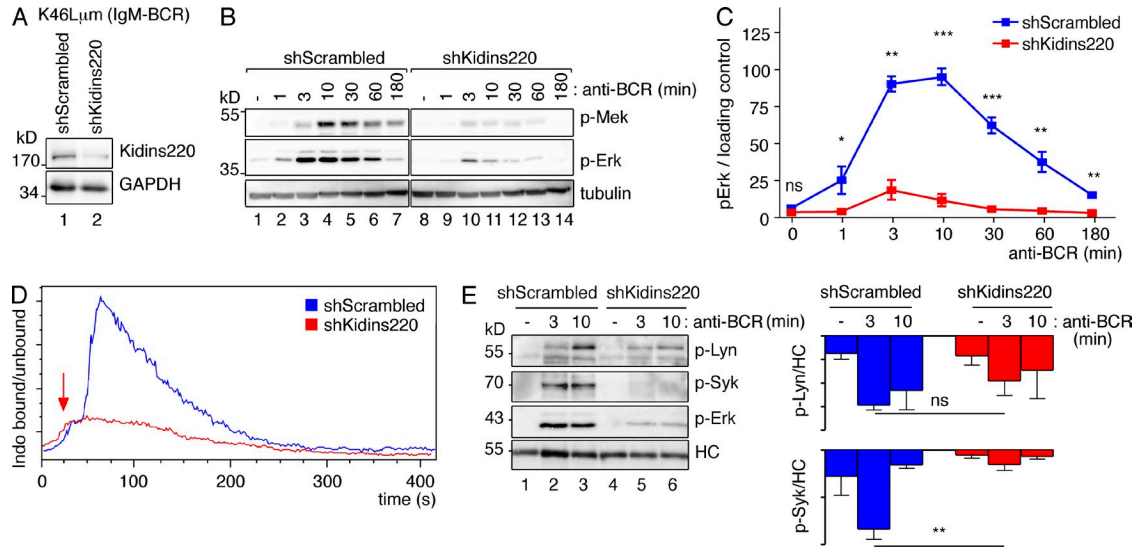 A
K46Lμm (IgM-BCR)
shScrambled
shKidins220
kD
170
Kidins220
34
GAPDH
1 2
B
shScrambled shKidins220
- 1 3 10 30 60 180 - 1 3 10 30 60 180 : anti-BCR (min)
kD
55
p-Mek
35
p-Erk
tubulin
1 2 3 4 5 6 7 8 9 10 11 12 13 14
C
shScrambled
shKidins220
pErk / loading control
125
100
75
50
25
0
ns * ** *** *** ** **
0 1 3 10 30 60 180
anti-BCR (min)
D
shScrambled
shKidins220
Indo bound/unbound
0 100 200 300 400
time (s)
E
shScrambled shKidins220
- 3 10 - 3 10 : anti-BCR (min)
kD
55
p-Lyn
70
p-Syk
43
p-Erk
55
HC
1 2 3 4 5 6
shScrambled shKidins220
- 3 10 - 3 10 : anti-BCR
(min)
p-Lyn/HC
ns
p-Syk/HC
**